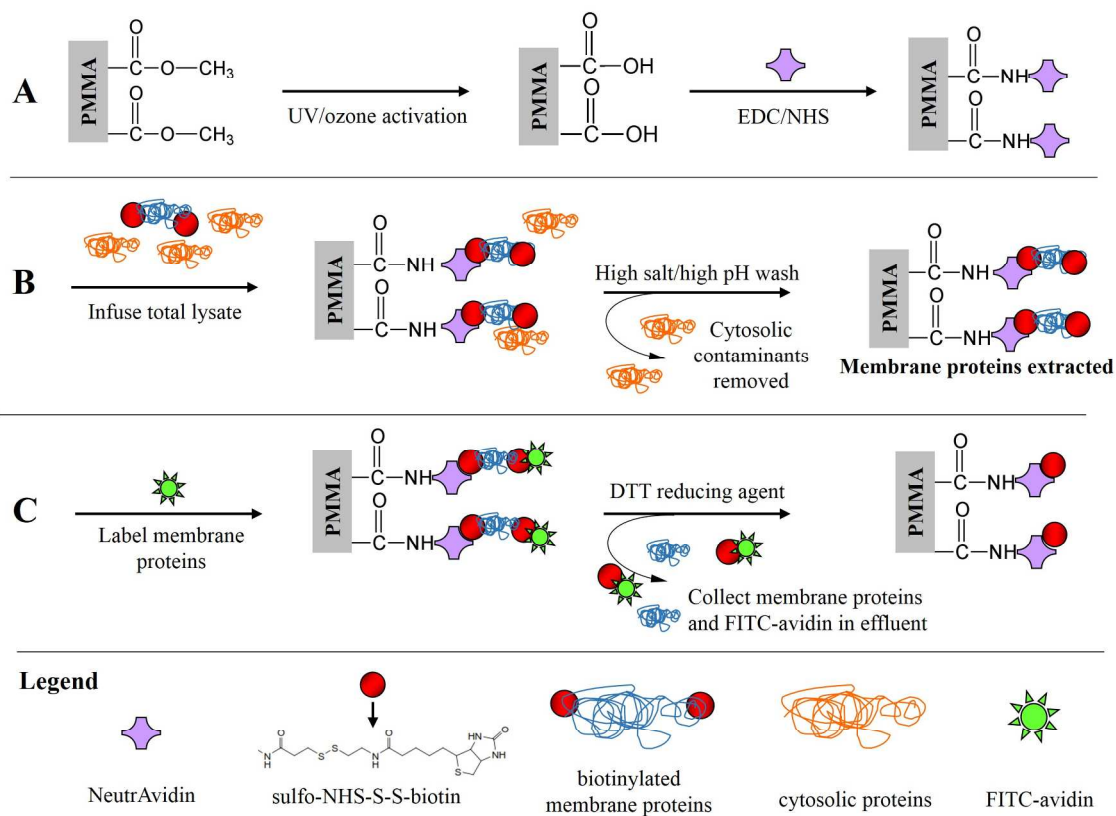 A
PMMA
O
C
O
CH3
O
C
O
CH3
UV/ozone activation
PMMA
O
C
OH
O
C
OH
EDC/NHS
PMMA
O
C
NH
O
C
NH
B
Infuse total lysate
PMMA
O
C
NH
O
C
NH
High salt/high pH wash
Cytosolic
contaminants
removed
PMMA
O
C
NH
O
C
NH
Membrane proteins extracted
C
Label membrane
proteins
PMMA
O
C
NH
O
C
NH
DTT reducing agent
Collect membrane proteins
and FITC-avidin in effluent
PMMA
O
C
NH
O
C
NH
Legend
NeutrAvidin
O
N
H
S
S
N
H
O
HN
O
NH
S
sulfo-NHS-S-S-biotin
biotinylated
membrane proteins
cytosolic proteins
FITC-avidin